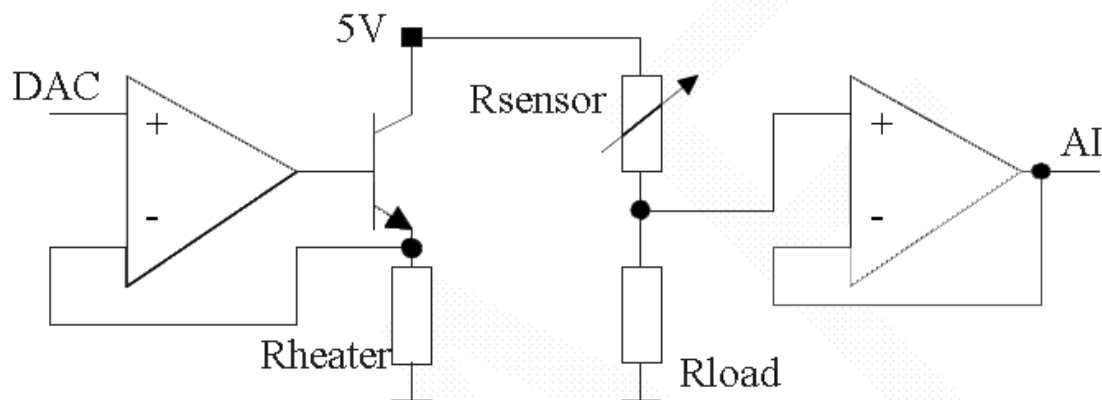 5V
DAC
Rsensor
AI
+
-
+
-
Rheater
Rload